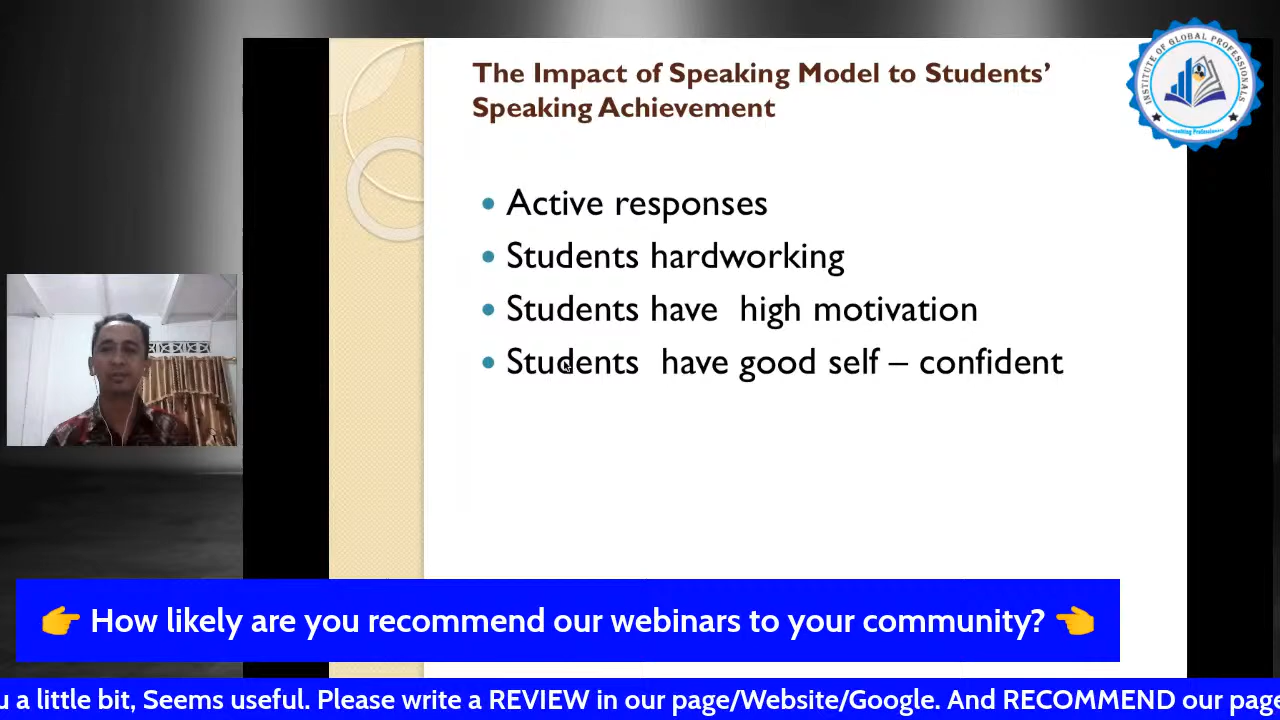 The Impact of Speaking Model to Students'
Speaking Achievement
INSTITUTE OF GLOBAL PROFESSIONALS
• Active responses
• Students hardworking
• Students have high motivation
• Students have good self – confident
👉 How likely are you recommend our webinars to your community? 👈
a little bit, Seems useful. Please write a REVIEW in our page/Website/Google. And RECOMMEND our page